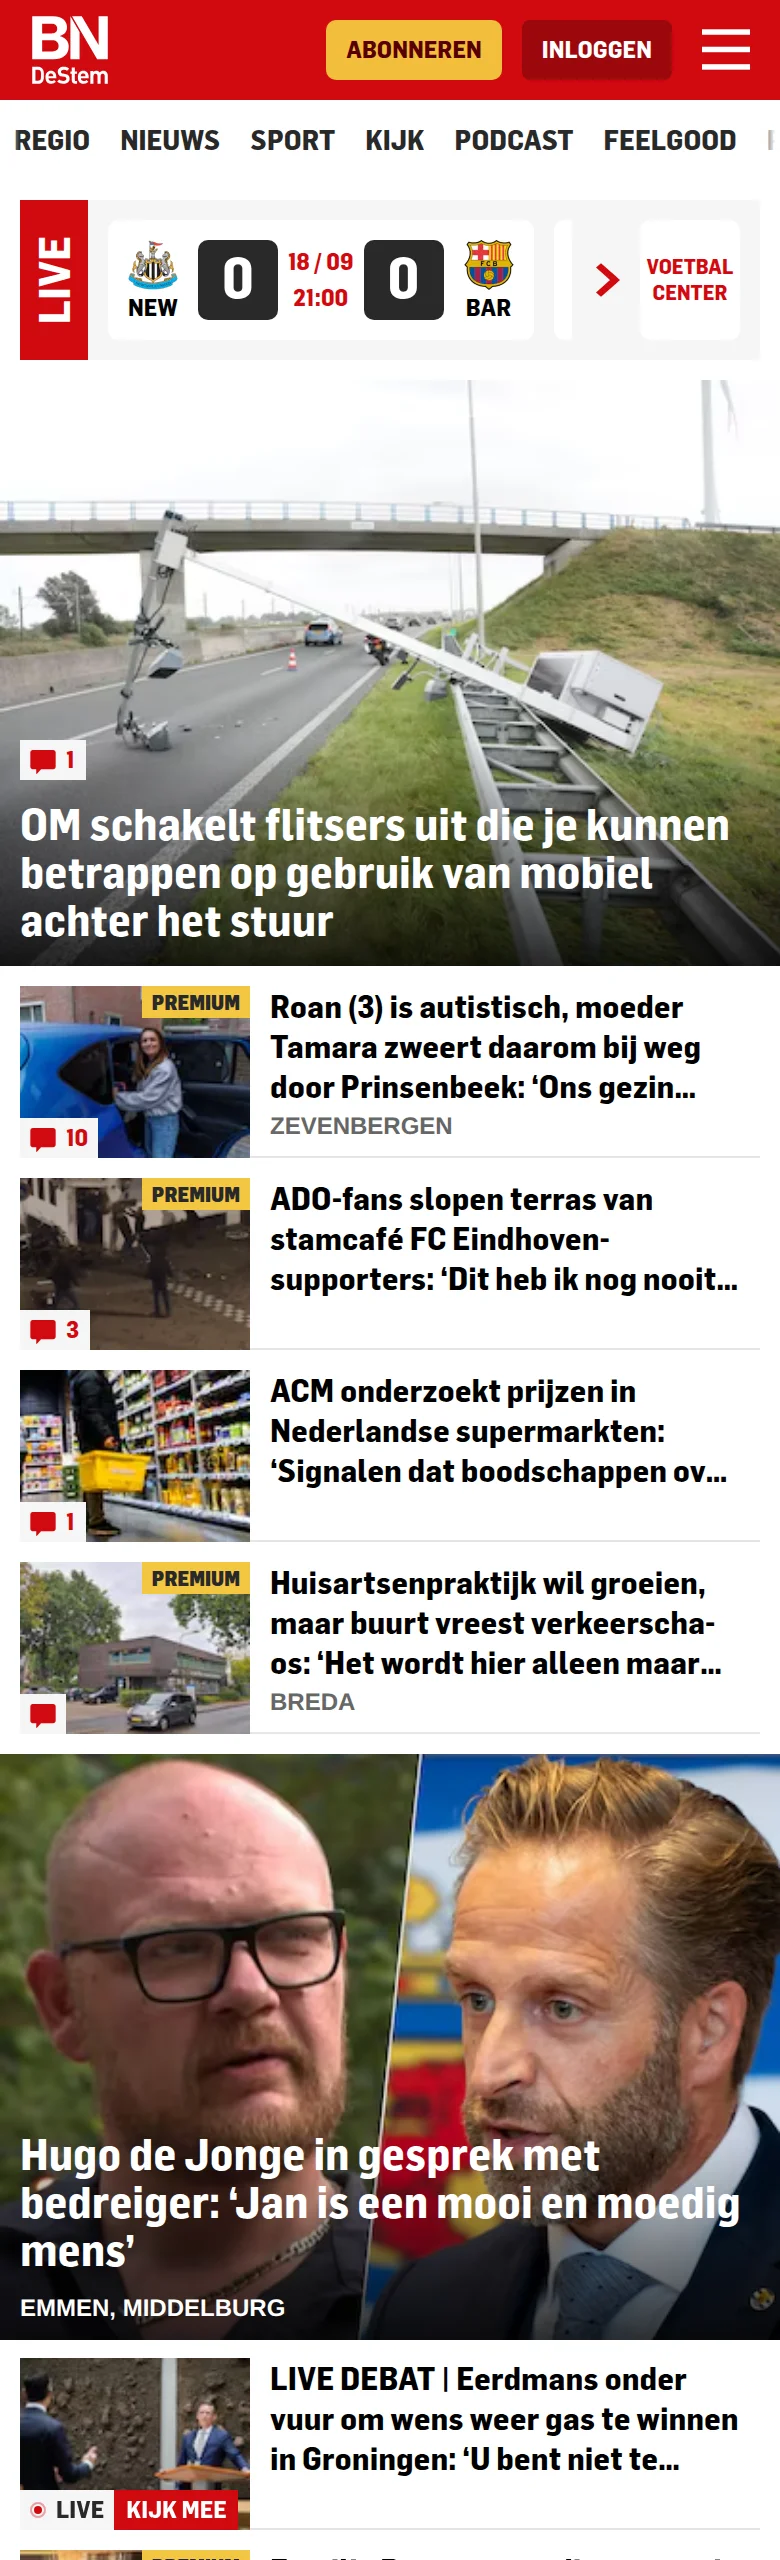 BN
DeStem
ABONNEREN
INLOGGEN
REGIO NIEUWS SPORT KIJK PODCAST FEELGOOD
LIVE
NEW
0
18 / 09
21:00
0
FCB
BAR
VOETBAL
CENTER
1
OM schakelt flitsers uit die je kunnen
betrappen op gebruik van mobiel
achter het stuur
PREMIUM
10
Roan (3) is autistisch, moeder
Tamara zweert daarom bij weg
door Prinsenbeek: ‘Ons gezin...
ZEVENBERGEN
PREMIUM
3
ADO-fans slopen terras van
stamcafé FC Eindhoven-
supporters: ‘Dit heb ik nog nooit...
1
ACM onderzoekt prijzen in
Nederlandse supermarkten:
‘Signalen dat boodschappen ov...
PREMIUM
Huisartsenpraktijk wil groeien,
maar buurt vreest verkeerscha-
os: ‘Het wordt hier alleen maar...
BREDA
Hugo de Jonge in gesprek met
bedreiger: ‘Jan is een mooi en moedig
mens’
EMMEN, MIDDELBURG
LIVE
KIJK MEE
LIVE DEBAT | Eerdmans onder
vuur om wens weer gas te winnen
in Groningen: ‘U bent niet te...